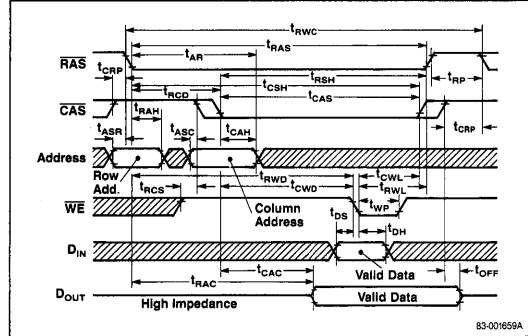 tRWC
tRAS
tAR
RAS
tCRP
tRSH
tRP
tCSH
tRCD
tCAS
CAS
tRAH
tCRP
tASR
tASC
tCAH
Address
Row Add.
tRWD
tCWL
tRCS
tCWD
tRWL
WE
Column Address
tWP
tDS
tDH
DIN
Valid Data
tCAC
tOFF
tRAC
DOUT
High Impedance
Valid Data
83-001659A